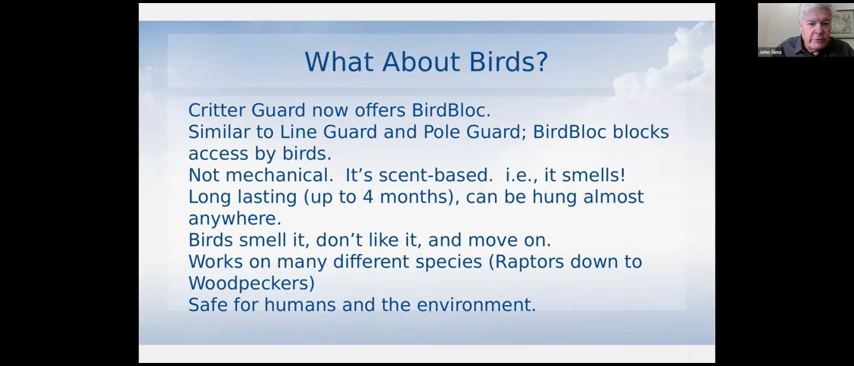 What About Birds?
Critter Guard now offers BirdBloc.
Similar to Line Guard and Pole Guard; BirdBloc blocks
access by birds.
Not mechanical.  It’s scent-based.  i.e., it smells!
Long lasting (up to 4 months), can be hung almost
anywhere.
Birds smell it, don’t like it, and move on.
Works on many different species (Raptors down to
Woodpeckers)
Safe for humans and the environment.
John Sims